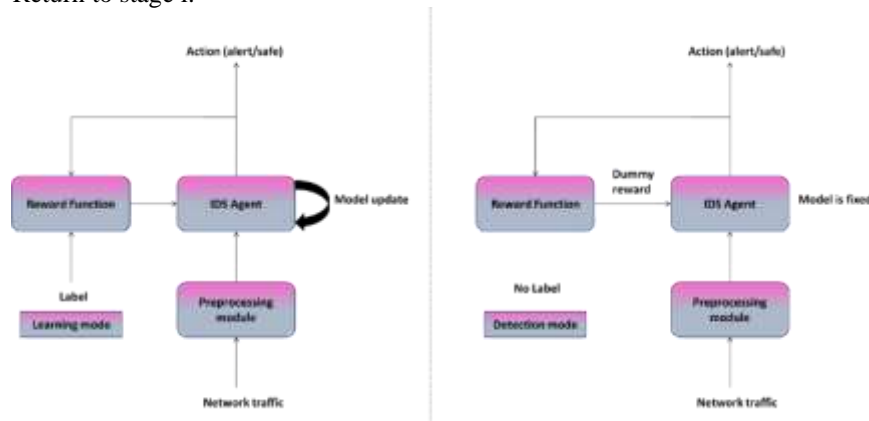 Return to stage i.
Action (alert/safe)
Reward Function
IDS Agent
Model update
Label
Learning mode
Preprocessing
module
Network traffic
Action (alert/safe)
Dummy
reward
Reward Function
IDS Agent
Model is fixed
No Label
Detection mode
Preprocessing
module
Network traffic